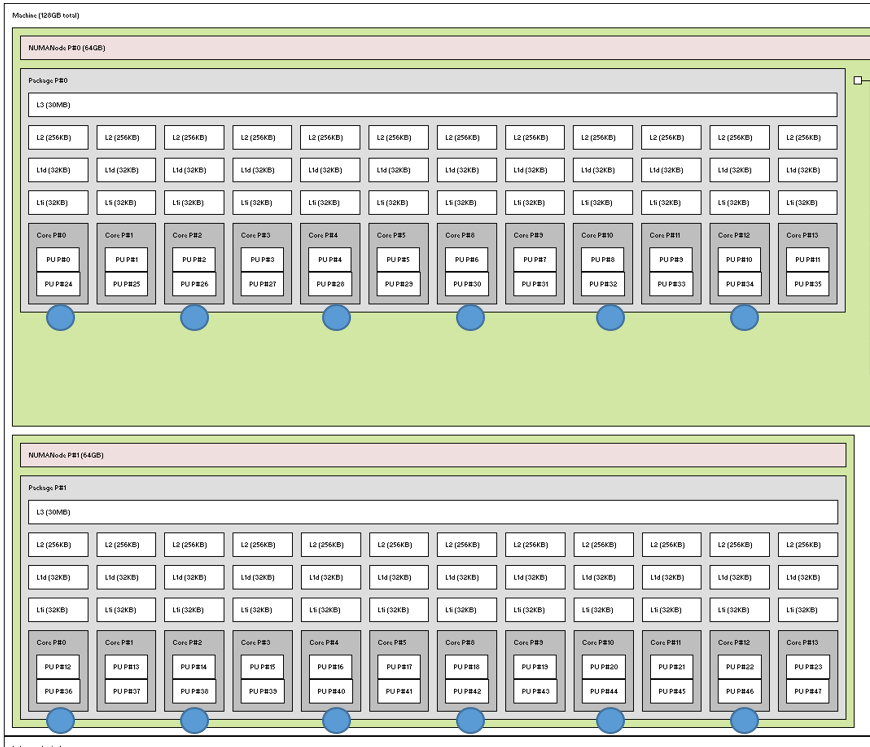 Machine (128GB total)
NUMANode P#0 (64GB)
Package P#0
L3 (30MB)
L2 (256KB) L2 (256KB) L2 (256KB) L2 (256KB) L2 (256KB) L2 (256KB) L2 (256KB) L2 (256KB) L2 (256KB) L2 (256KB) L2 (256KB) L2 (256KB)
L1d (32KB) L1d (32KB) L1d (32KB) L1d (32KB) L1d (32KB) L1d (32KB) L1d (32KB) L1d (32KB) L1d (32KB) L1d (32KB) L1d (32KB) L1d (32KB)
L1i (32KB) L1i (32KB) L1i (32KB) L1i (32KB) L1i (32KB) L1i (32KB) L1i (32KB) L1i (32KB) L1i (32KB) L1i (32KB) L1i (32KB) L1i (32KB)
Core P#0 Core P#1 Core P#2 Core P#3 Core P#4 Core P#5 Core P#8 Core P#9 Core P#10 Core P#11 Core P#12 Core P#13
PU P#0 PU P#1 PU P#2 PU P#3 PU P#4 PU P#5 PU P#6 PU P#7 PU P#8 PU P#9 PU P#10 PU P#11
PU P#24 PU P#25 PU P#26 PU P#27 PU P#28 PU P#29 PU P#30 PU P#31 PU P#32 PU P#33 PU P#34 PU P#35
NUMANode P#1 (64GB)
Package P#1
L3 (30MB)
L2 (256KB) L2 (256KB) L2 (256KB) L2 (256KB) L2 (256KB) L2 (256KB) L2 (256KB) L2 (256KB) L2 (256KB) L2 (256KB) L2 (256KB) L2 (256KB)
L1d (32KB) L1d (32KB) L1d (32KB) L1d (32KB) L1d (32KB) L1d (32KB) L1d (32KB) L1d (32KB) L1d (32KB) L1d (32KB) L1d (32KB) L1d (32KB)
L1i (32KB) L1i (32KB) L1i (32KB) L1i (32KB) L1i (32KB) L1i (32KB) L1i (32KB) L1i (32KB) L1i (32KB) L1i (32KB) L1i (32KB) L1i (32KB)
Core P#0 Core P#1 Core P#2 Core P#3 Core P#4 Core P#5 Core P#8 Core P#9 Core P#10 Core P#11 Core P#12 Core P#13
PU P#12 PU P#13 PU P#14 PU P#15 PU P#16 PU P#17 PU P#18 PU P#19 PU P#20 PU P#21 PU P#22 PU P#23
PU P#36 PU P#37 PU P#38 PU P#39 PU P#40 PU P#41 PU P#42 PU P#43 PU P#44 PU P#45 PU P#46 PU P#47